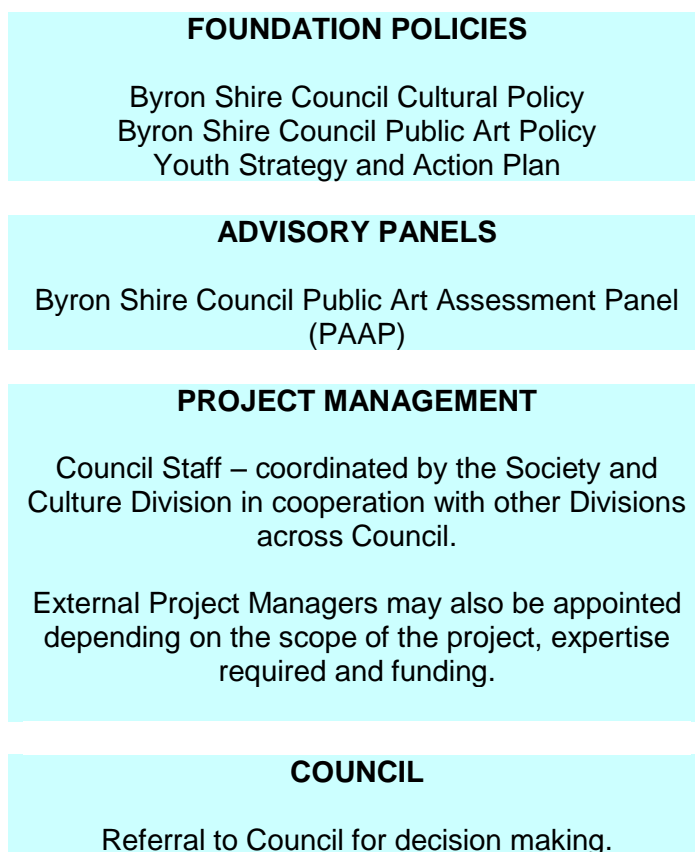 FOUNDATION POLICIES
Byron Shire Council Cultural Policy
Byron Shire Council Public Art Policy
Youth Strategy and Action Plan
ADVISORY PANELS
Byron Shire Council Public Art Assessment Panel
(PAAP)
PROJECT MANAGEMENT
Council Staff – coordinated by the Society and
Culture Division in cooperation with other Divisions
across Council.
External Project Managers may also be appointed
depending on the scope of the project, expertise
required and funding.
COUNCIL
Referral to Council for decision making.